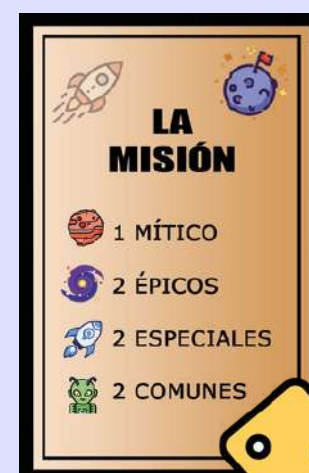 LA
MISIÓN
1 MÍTICO
2 ÉPICOS
2 ESPECIALES
2 COMUNES